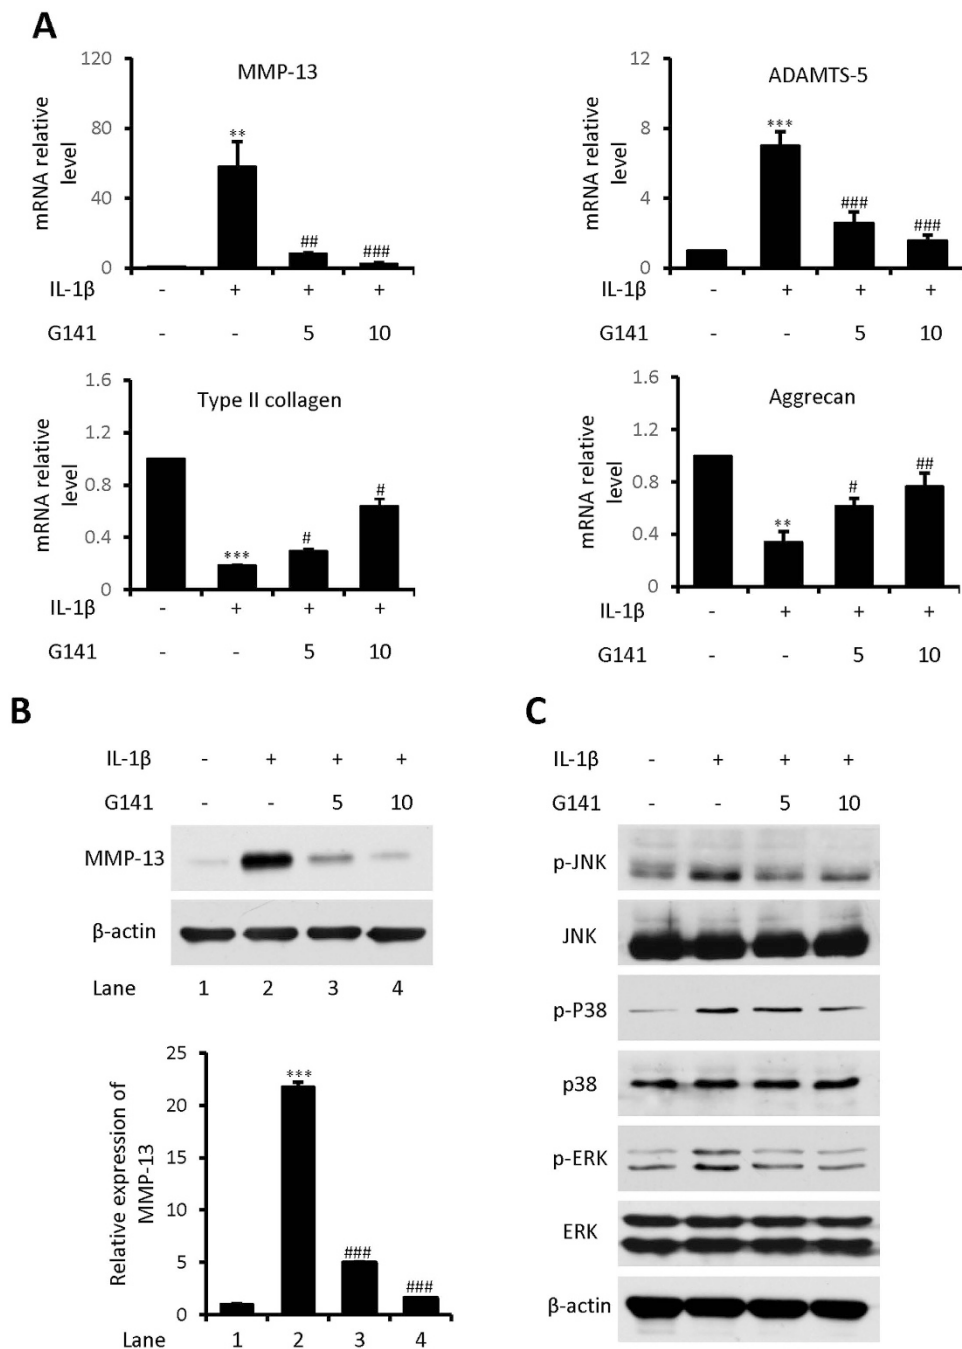 A
MMP-13
120
80
40
0
mRNA relative
level
**
##
###
IL-1β - + + +
G141 - - 5 10
ADAMTS-5
12
8
4
0
mRNA relative
level
***
###
###
IL-1β - + + +
G141 - - 5 10
Type II collagen
1.6
1.2
0.8
0.4
0
mRNA relative
level
***
#
#
IL-1β - + + +
G141 - - 5 10
Aggrecan
1.6
1.2
0.8
0.4
0
mRNA relative
level
**
#
##
IL-1β - + + +
G141 - - 5 10
B
IL-1β - + + +
G141 - - 5 10
MMP-13
β-actin
Lane 1 2 3 4
25
20
15
10
5
0
Relative expression of
MMP-13
***
###
###
Lane 1 2 3 4
C
IL-1β - + + +
G141 - - 5 10
p-JNK
JNK
p-P38
p38
p-ERK
ERK
β-actin